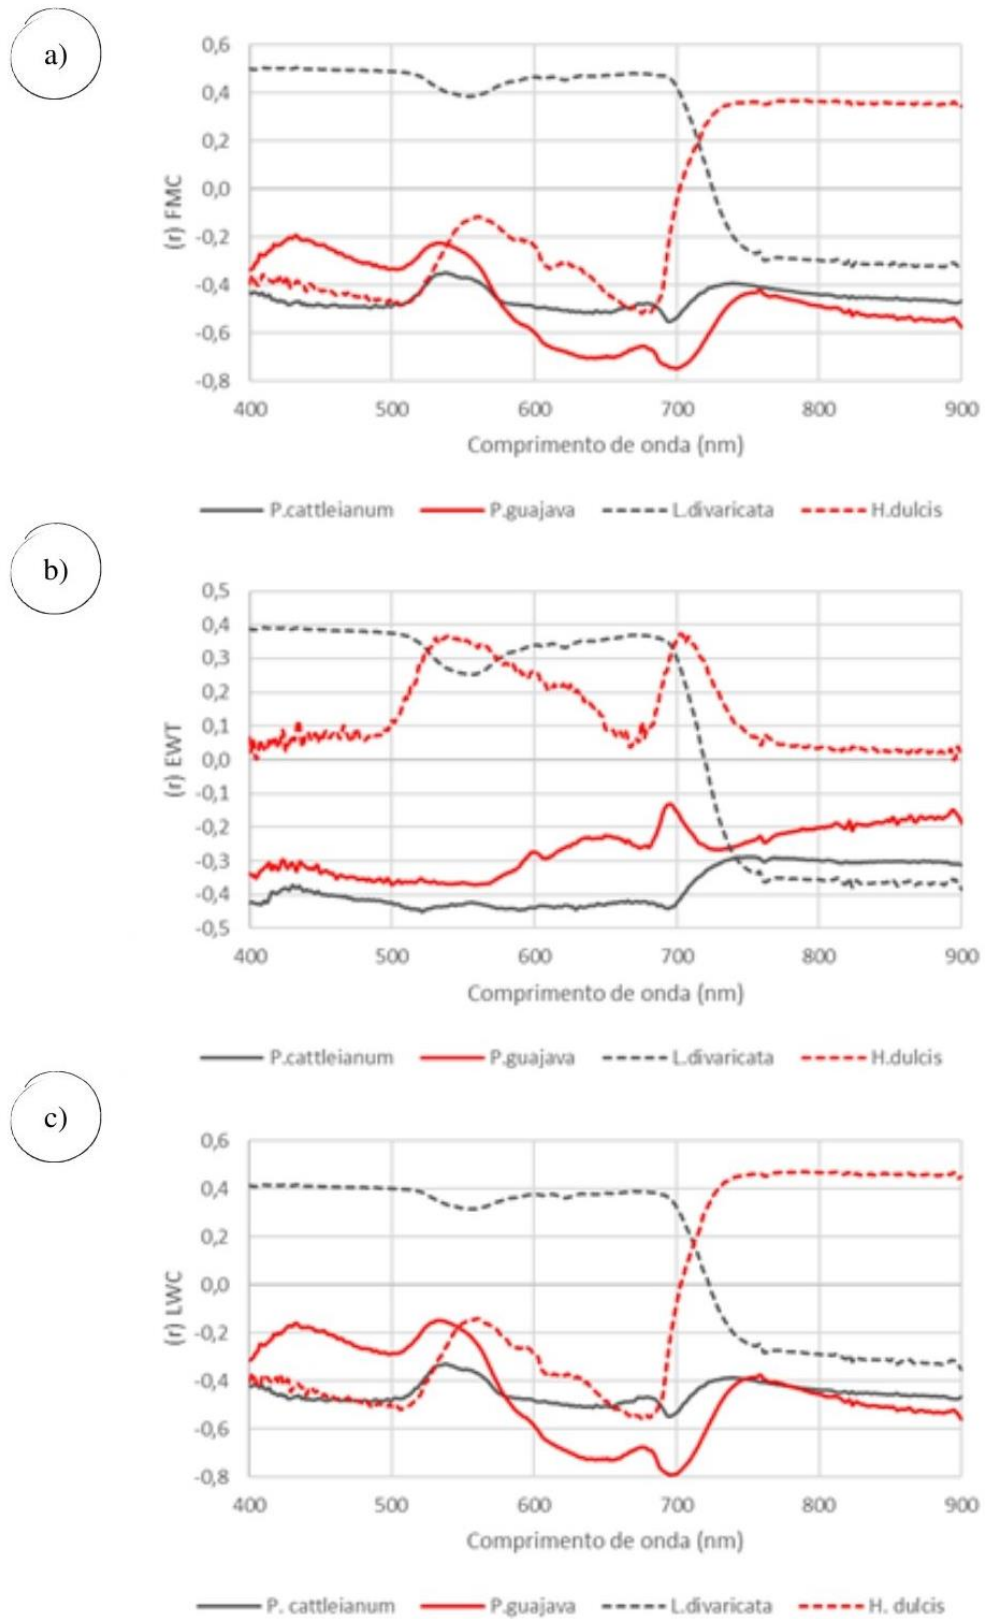 a)
0,6
0,4
0,2
0,0
-0,2
-0,4
-0,6
-0,8
(r) FMC
400 500 600 700 800 900
Comprimento de onda (nm)
P.cattleianum P.guajava L.divaricata H.dulcis
b)
0,5
0,4
0,3
0,2
0,1
0,0
-0,1
-0,2
-0,3
-0,4
-0,5
(r) EWT
400 500 600 700 800 900
Comprimento de onda (nm)
P.cattleianum P.guajava L.divaricata H.dulcis
c)
0,6
0,4
0,2
0,0
-0,2
-0,4
-0,6
-0,8
(r) LWC
400 500 600 700 800 900
Comprimento de onda (nm)
P. cattleianum P.guajava L.divaricata H. dulcis